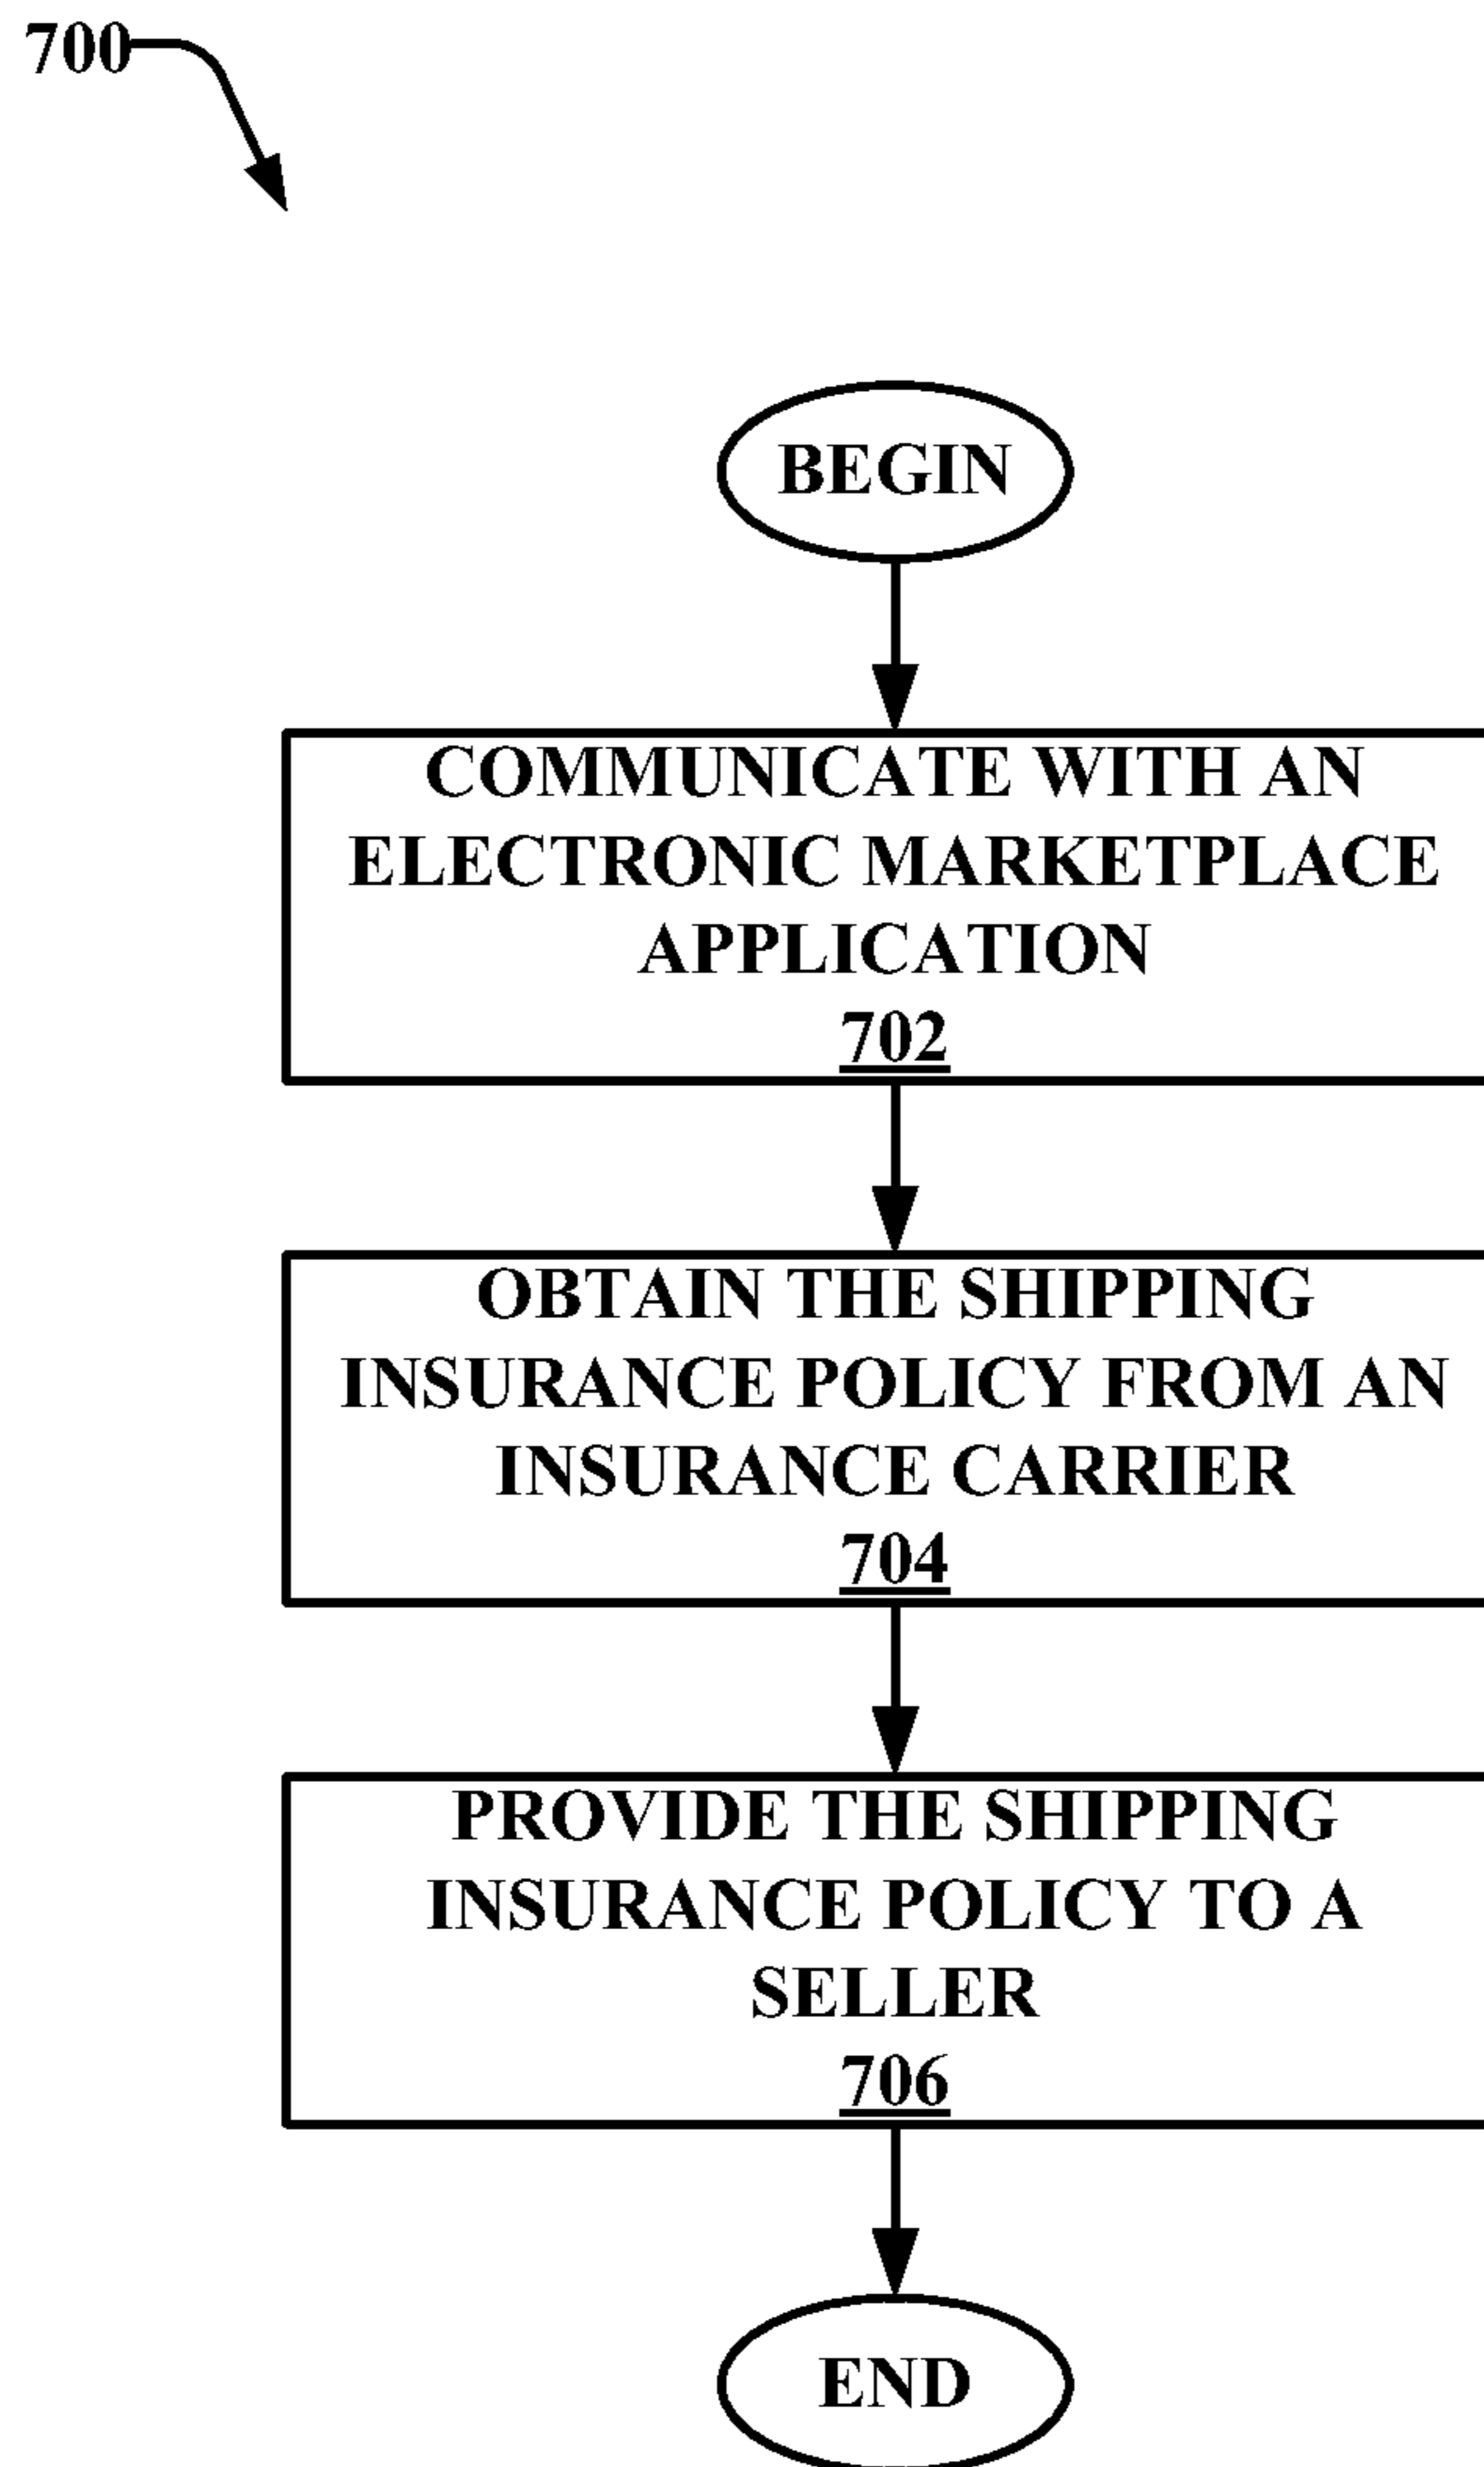 700
BEGIN
COMMUNICATE WITH AN
ELECTRONIC MARKETPLACE
APPLICATION
702
OBTAIN THE SHIPPING
INSURANCE POLICY FROM AN
INSURANCE CARRIER
704
PROVIDE THE SHIPPING
INSURANCE POLICY TO A
SELLER
706
END